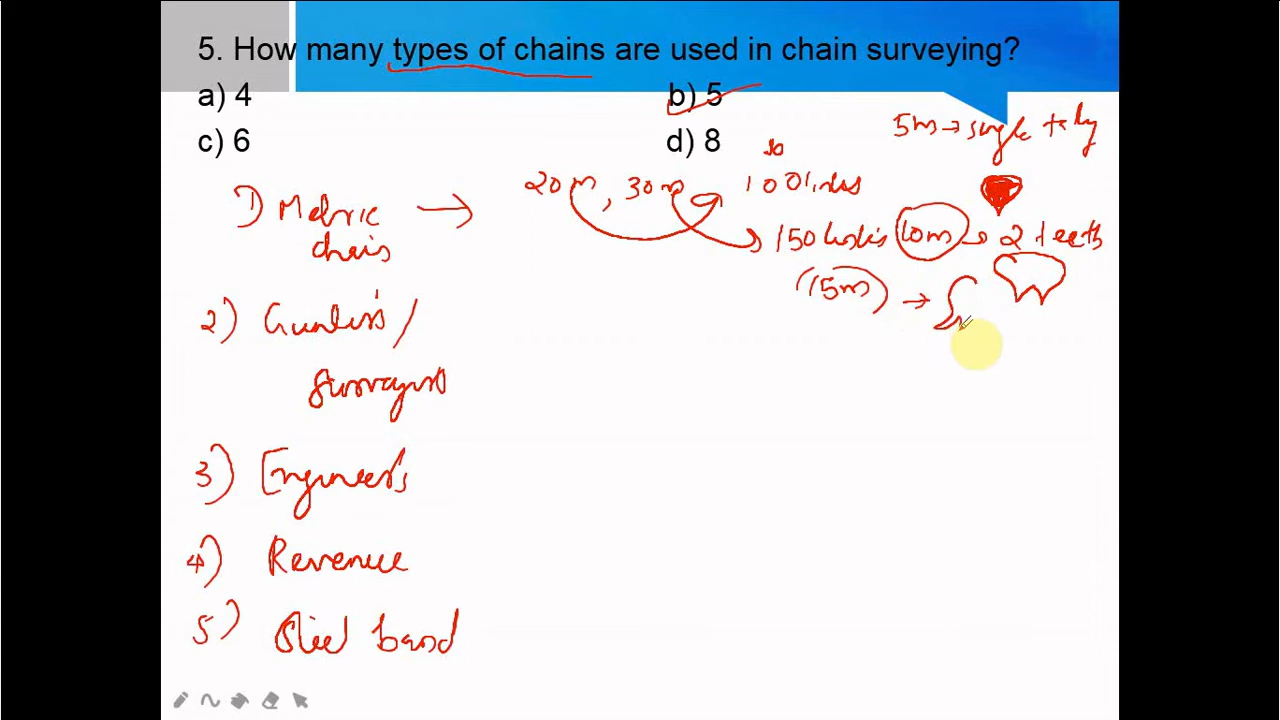 5. How many types of chains are used in chain surveying?
a) 4 b) 5
c) 6 d) 8
5m → single tally
1) Metric → 20m, 30m 100 links
chain 150 links 10m → 2 teeth
(15m) →
2) Gunter's /
Surveyor's
3) Engineer's
4) Revenue
5) Steel band